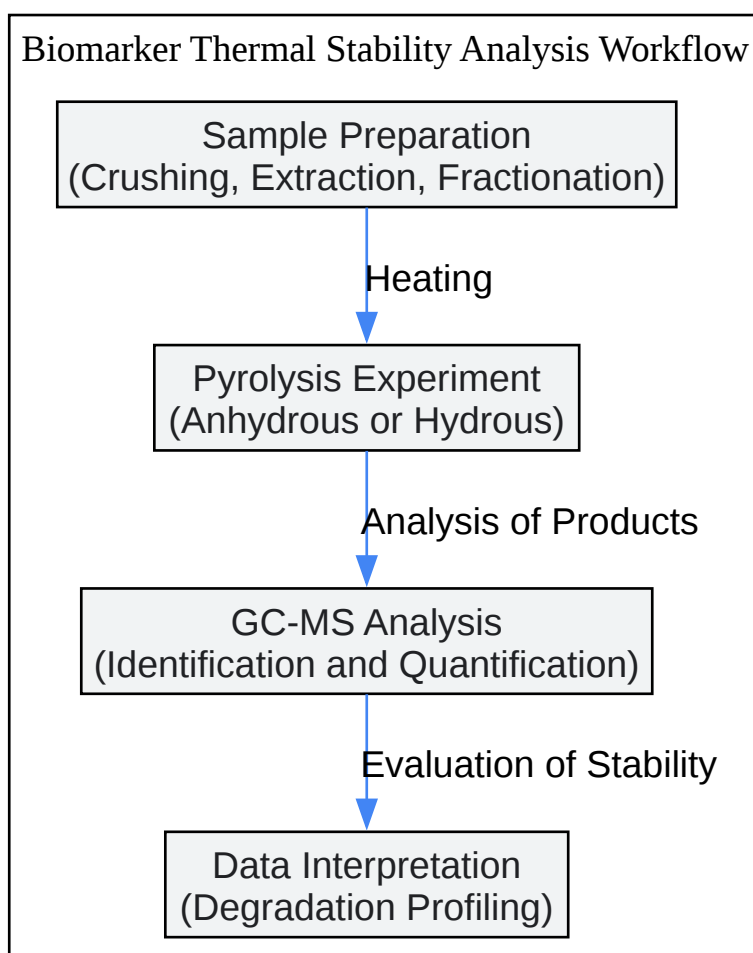 Biomarker Thermal Stability Analysis Workflow
Sample Preparation
(Crushing, Extraction, Fractionation)
Heating
Pyrolysis Experiment
(Anhydrous or Hydrous)
Analysis of Products
GC-MS Analysis
(Identification and Quantification)
Evaluation of Stability
Data Interpretation
(Degradation Profiling)